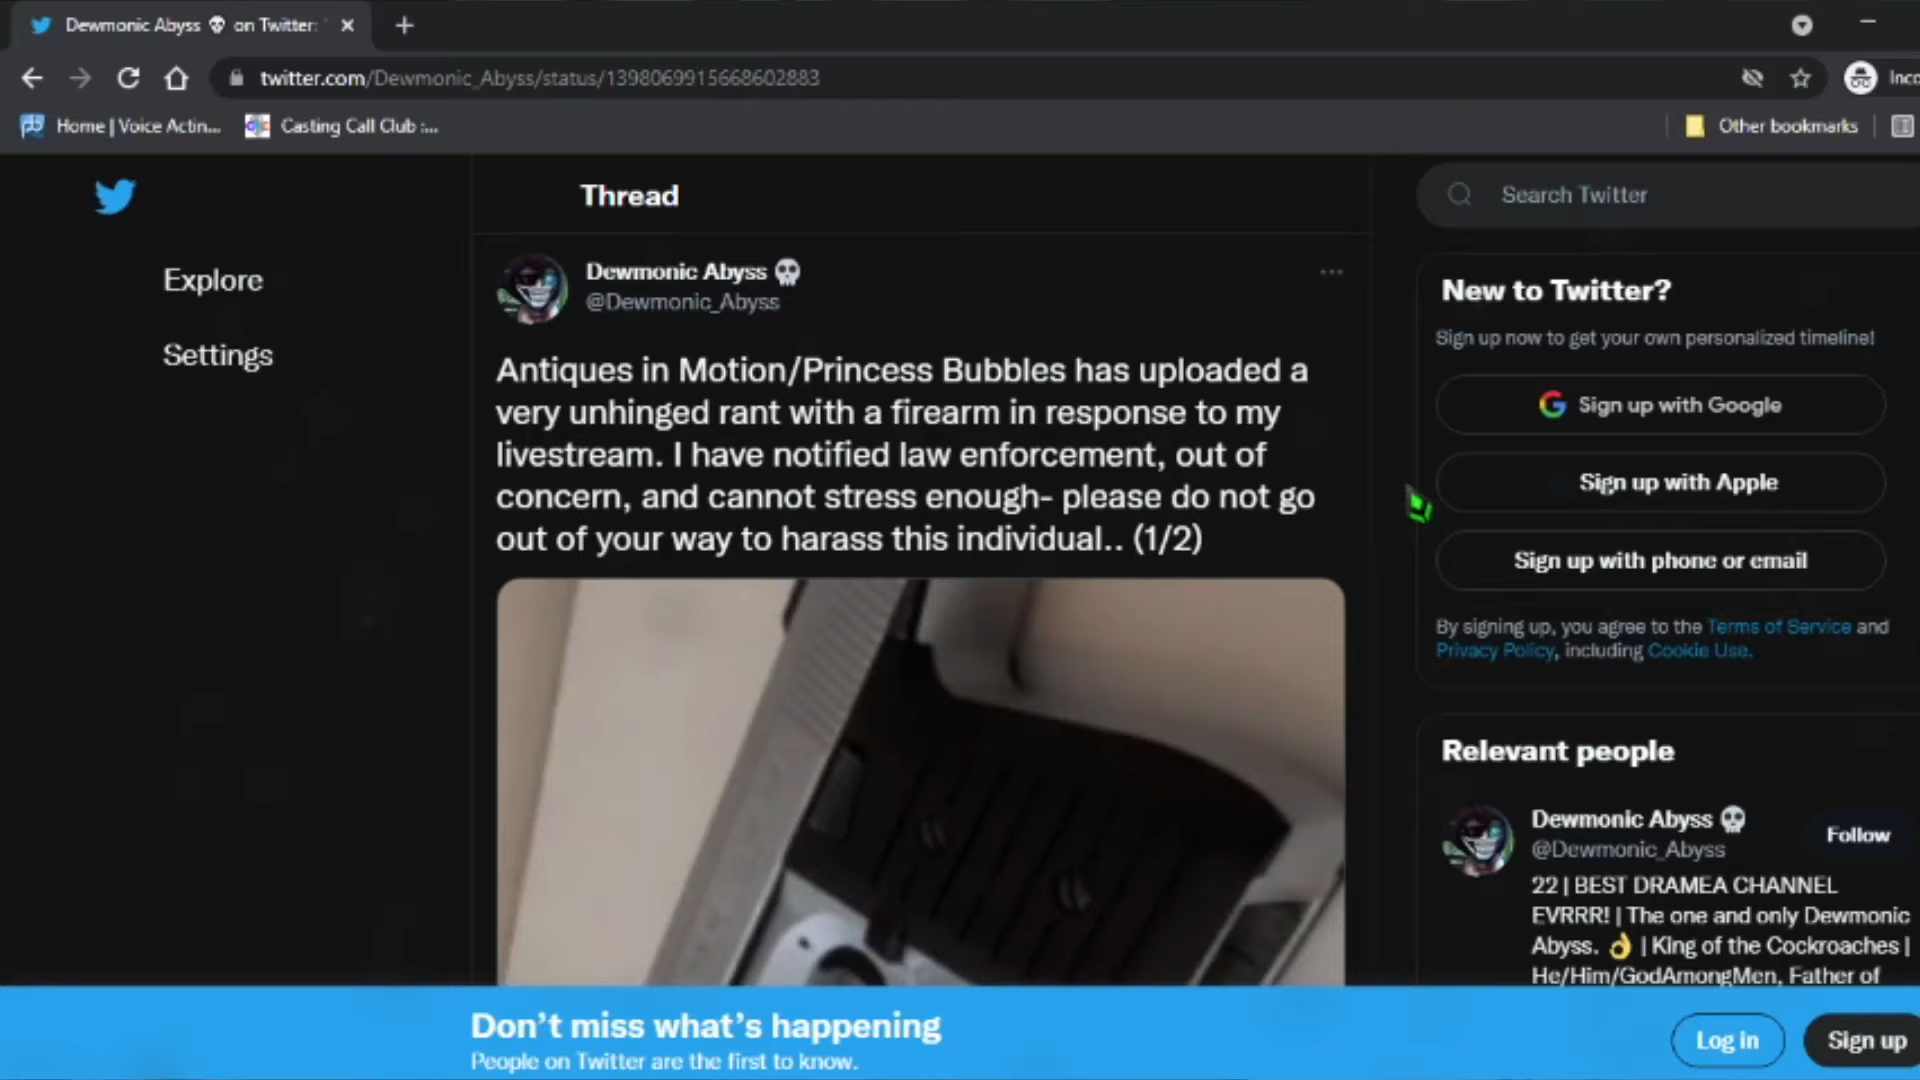 Dewmonic Abyss 💀 on Twitter:
twitter.com/Dewmonic_Abyss/status/1398069915668602883
Inco
Home | Voice Actin...
Casting Call Club :...
Other bookmarks
Thread
Search Twitter
Explore
Settings
Dewmonic Abyss 💀
@Dewmonic_Abyss
Antiques in Motion/Princess Bubbles has uploaded a
very unhinged rant with a firearm in response to my
livestream. I have notified law enforcement, out of
concern, and cannot stress enough- please do not go
out of your way to harass this individual.. (1/2)
New to Twitter?
Sign up now to get your own personalized timeline!
Sign up with Google
Sign up with Apple
Sign up with phone or email
By signing up, you agree to the Terms of Service and
Privacy Policy, including Cookie Use.
Relevant people
Dewmonic Abyss 💀
@Dewmonic_Abyss
Follow
22 | BEST DRAMEA CHANNEL
EVRRR! | The one and only Dewmonic
Abyss. 👌 | King of the Cockroaches |
He/Him/GodAmongMen, Father of
Don't miss what's happening
People on Twitter are the first to know.
Log in
Sign up